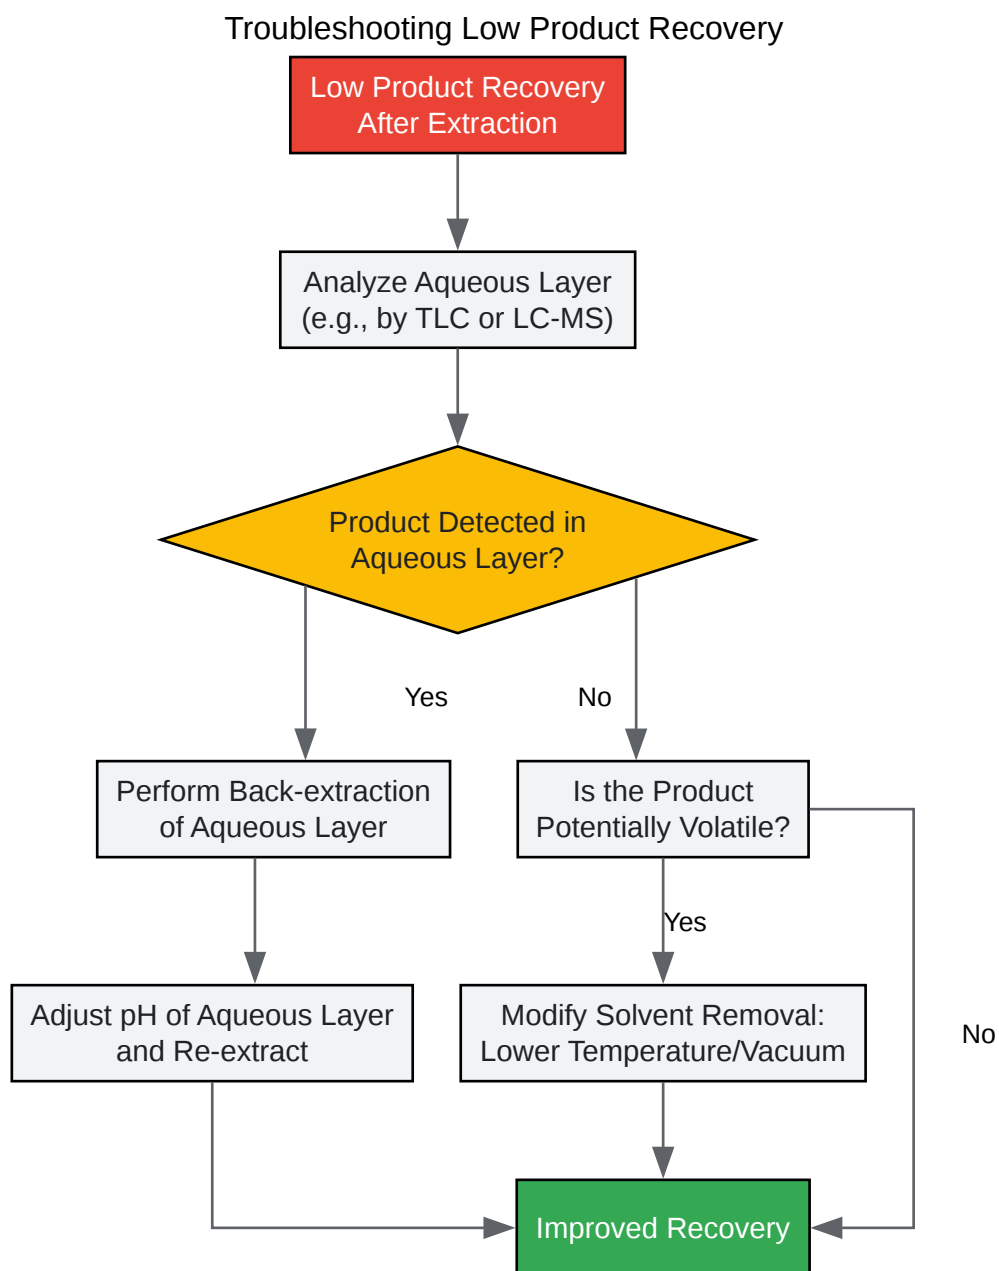 Troubleshooting Low Product Recovery
Low Product Recovery
After Extraction
Analyze Aqueous Layer
(e.g., by TLC or LC-MS)
Product Detected in
Aqueous Layer?
Yes
No
Perform Back-extraction
of Aqueous Layer
Is the Product
Potentially Volatile?
Yes
Adjust pH of Aqueous Layer
and Re-extract
Modify Solvent Removal:
Lower Temperature/Vacuum
No
Improved Recovery